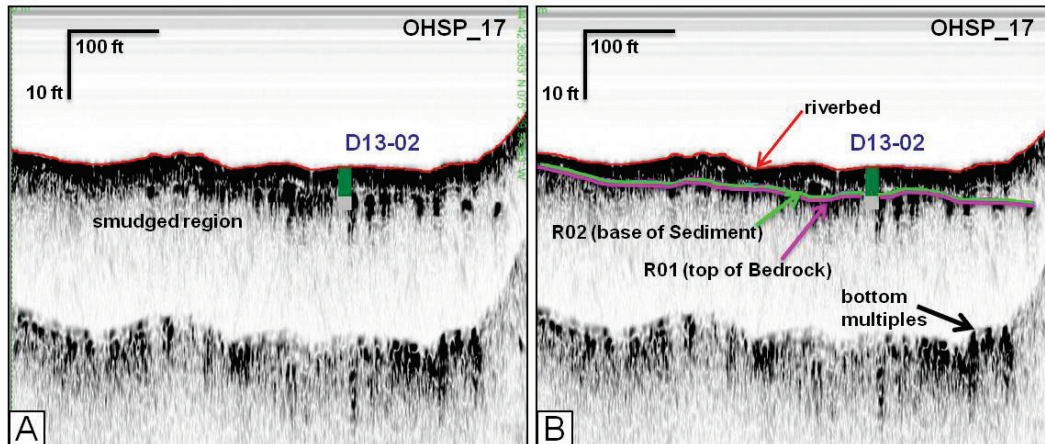 OHSP_17
100 ft
10 ft
D13-02
smudged region
A
OHSP_17
100 ft
10 ft
riverbed
D13-02
R02 (base of Sediment)
R01 (top of Bedrock)
bottom
multiples
B